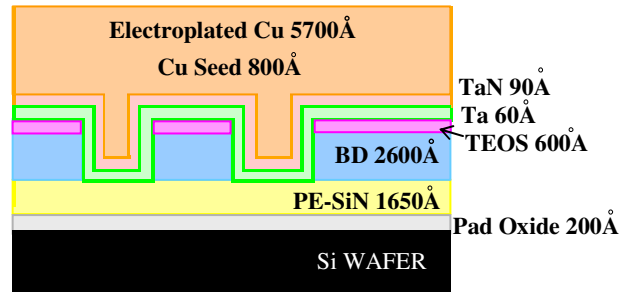 Electroplated Cu 5700Å
Cu Seed 800Å
TaN 90Å
Ta 60Å
TEOS 600Å
BD 2600Å
PE-SiN 1650Å
Pad Oxide 200Å
Si WAFER